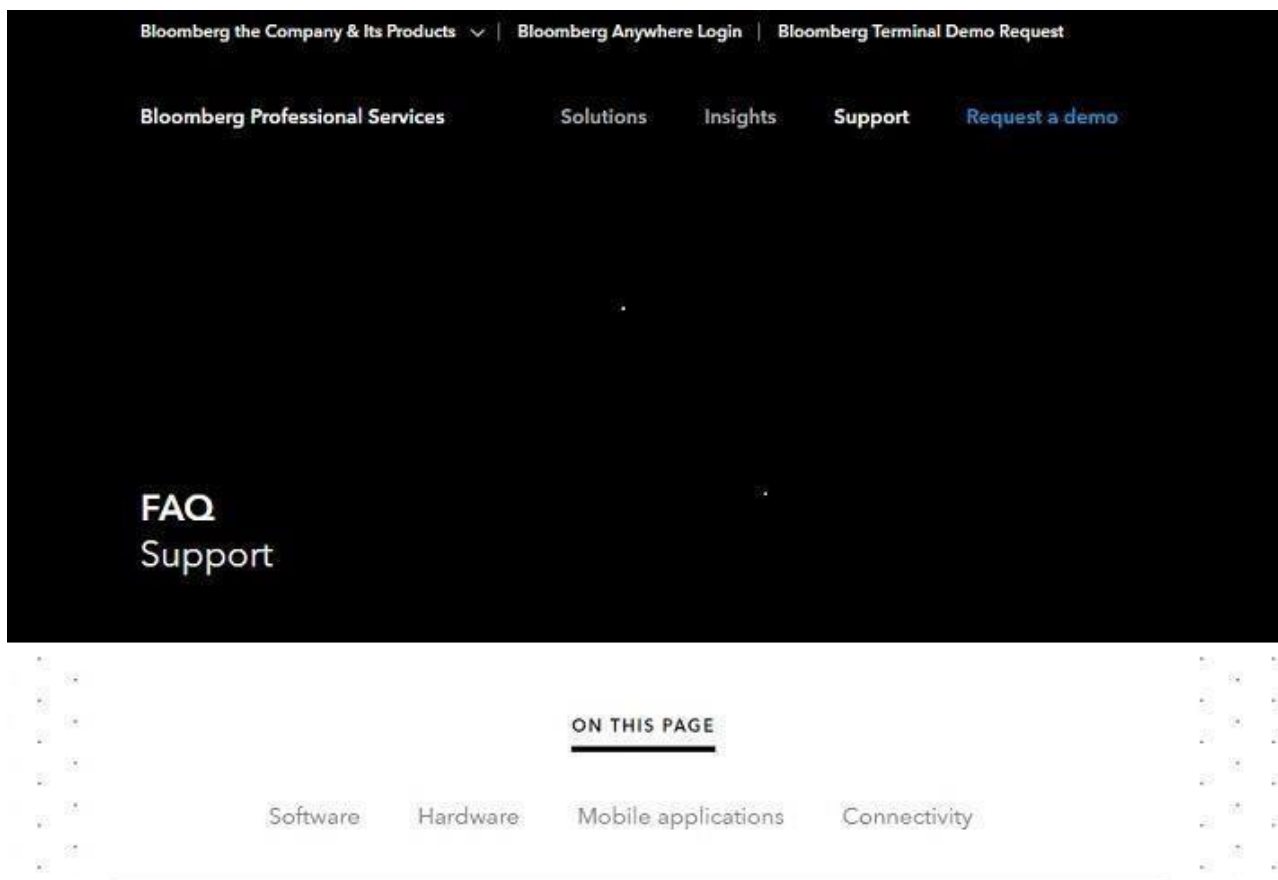 Bloomberg the Company & Its Products | Bloomberg Anywhere Login | Bloomberg Terminal Demo Request
Bloomberg Professional Services Solutions Insights Support Request a demo
FAQ
Support
ON THIS PAGE
Software Hardware Mobile applications Connectivity